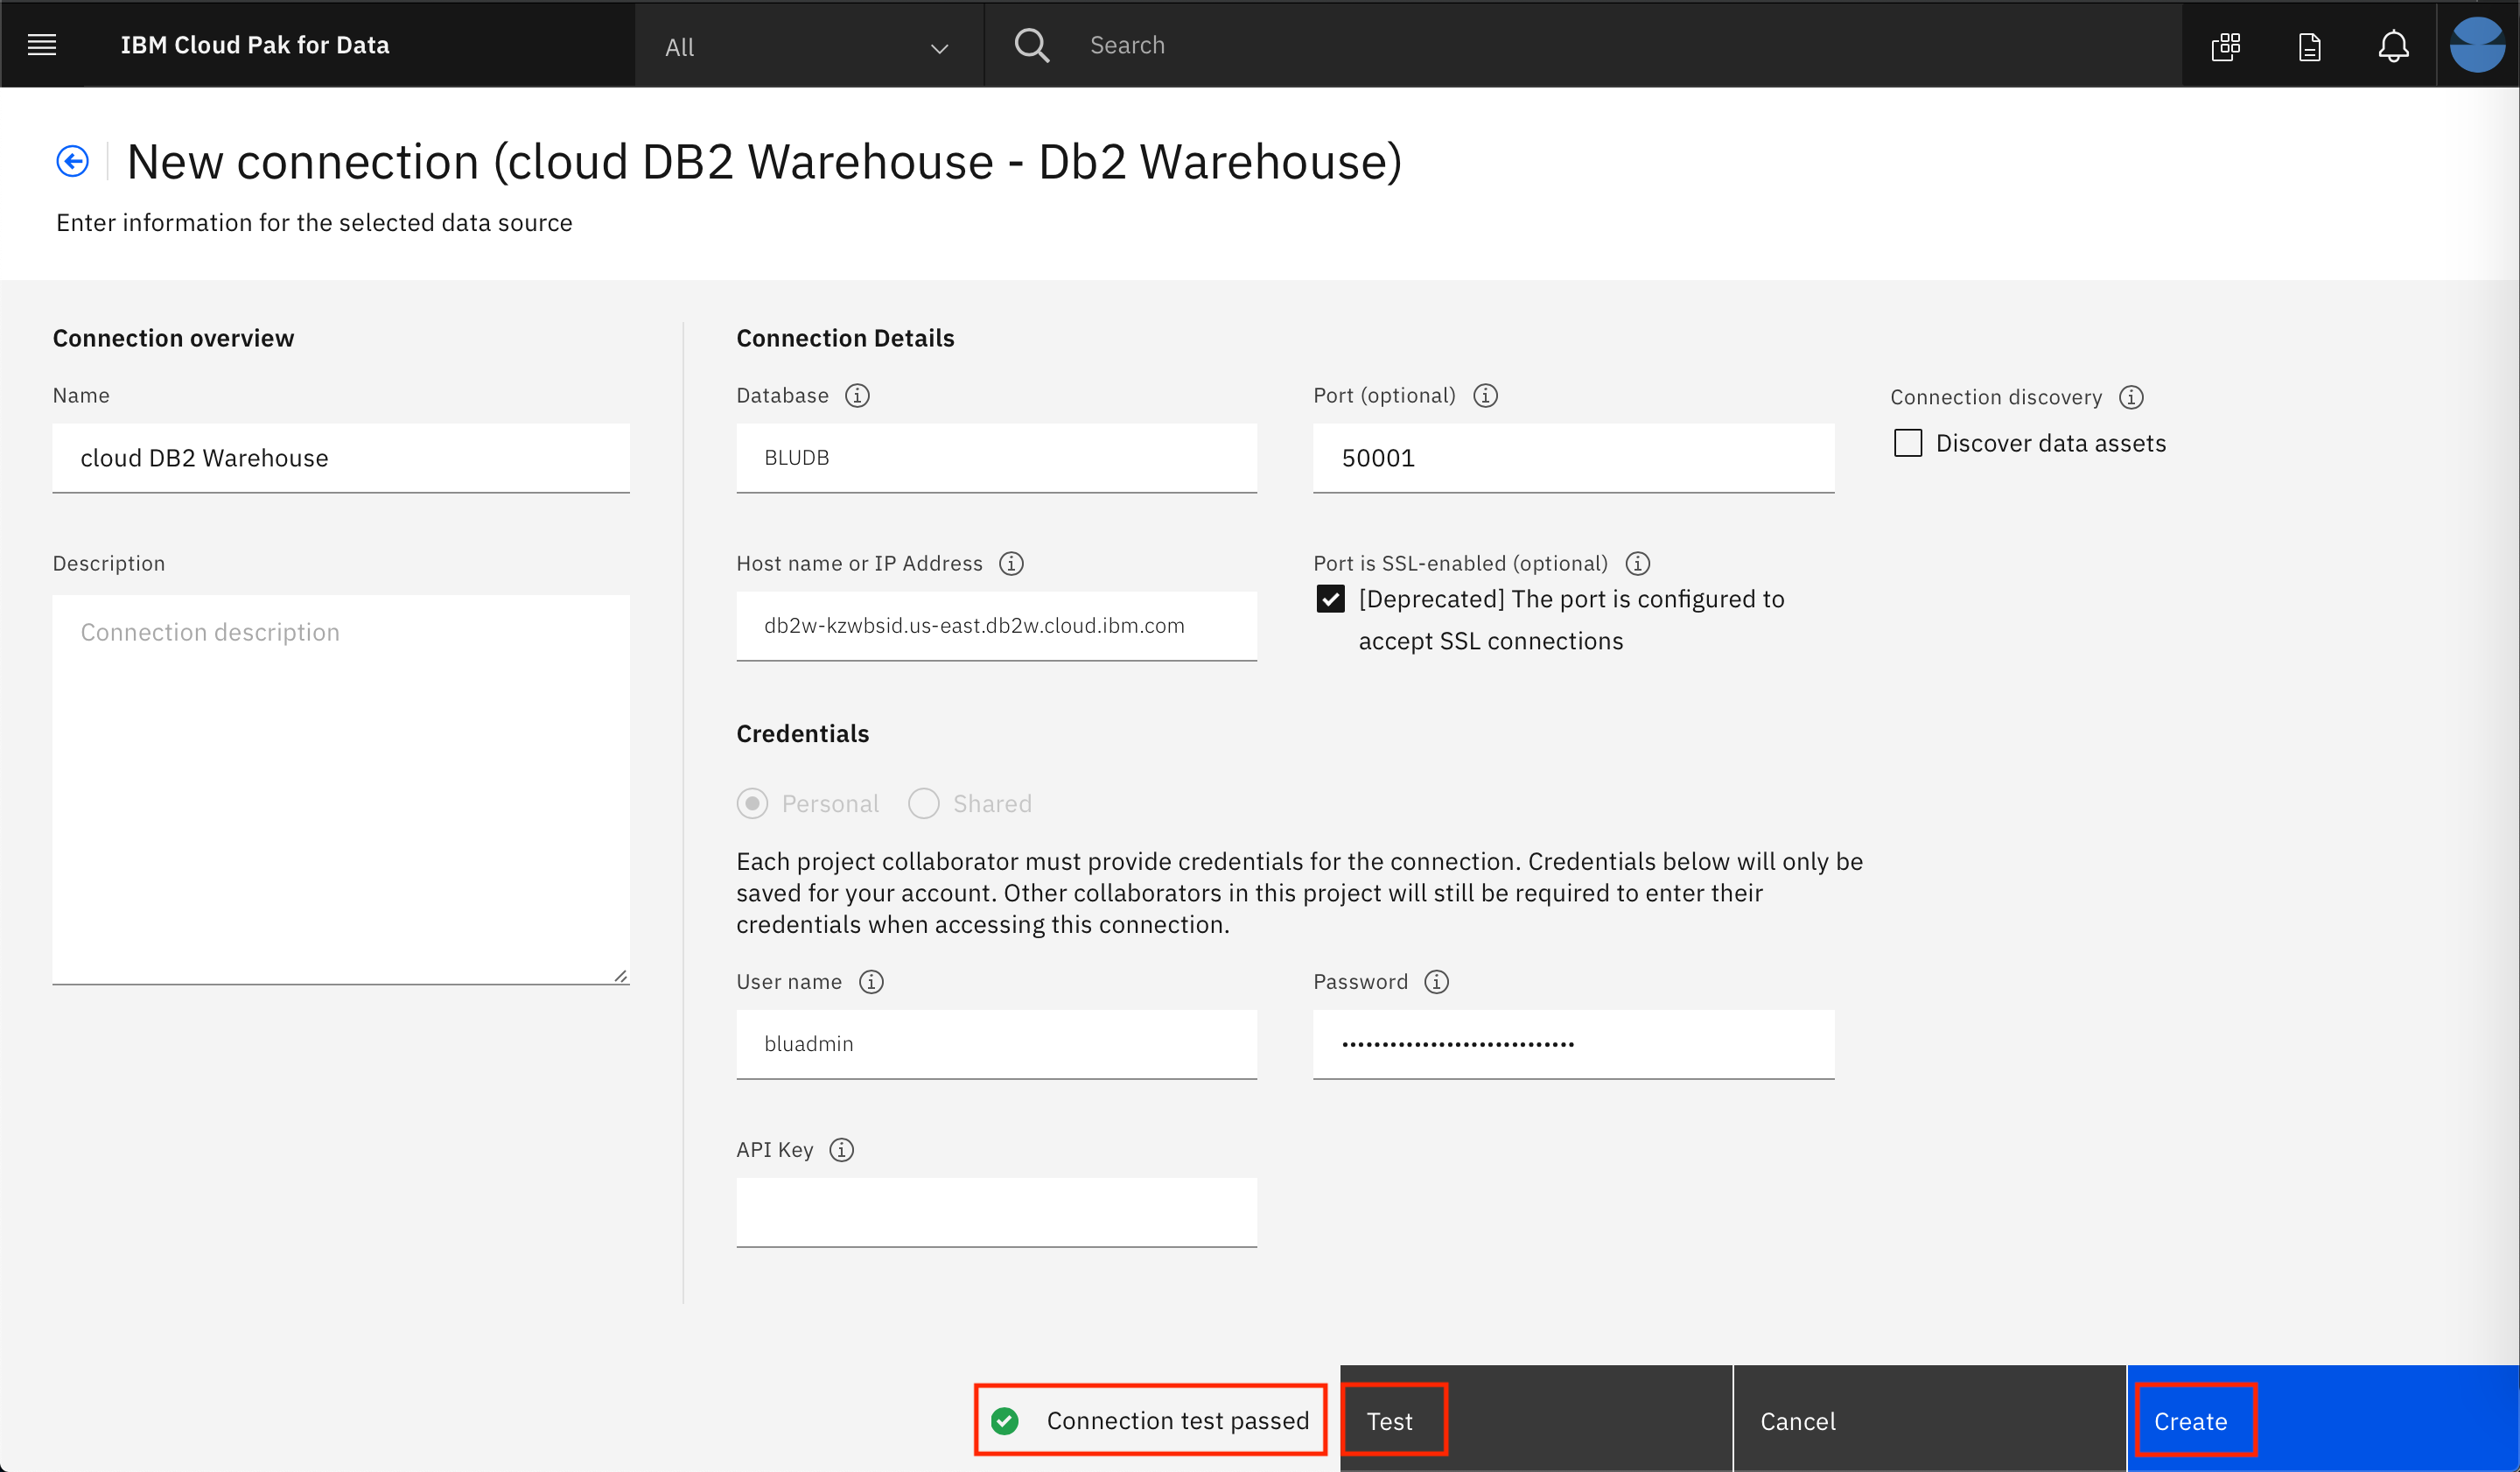 IBM Cloud Pak for Data
All
Search
New connection (cloud DB2 Warehouse - Db2 Warehouse)
Enter information for the selected data source
Connection overview
Name
cloud DB2 Warehouse
Description
Connection description
Connection Details
Database
BLUDB
Port (optional)
50001
Connection discovery
Discover data assets
Host name or IP Address
db2w-kzwbsid.us-east.db2w.cloud.ibm.com
Port is SSL-enabled (optional)
[Deprecated] The port is configured to
accept SSL connections
Credentials
Personal
Shared
Each project collaborator must provide credentials for the connection. Credentials below will only be
saved for your account. Other collaborators in this project will still be required to enter their
credentials when accessing this connection.
User name
bluadmin
Password
•••••••••••••••••••••••••••••
API Key
Connection test passed
Test
Cancel
Create